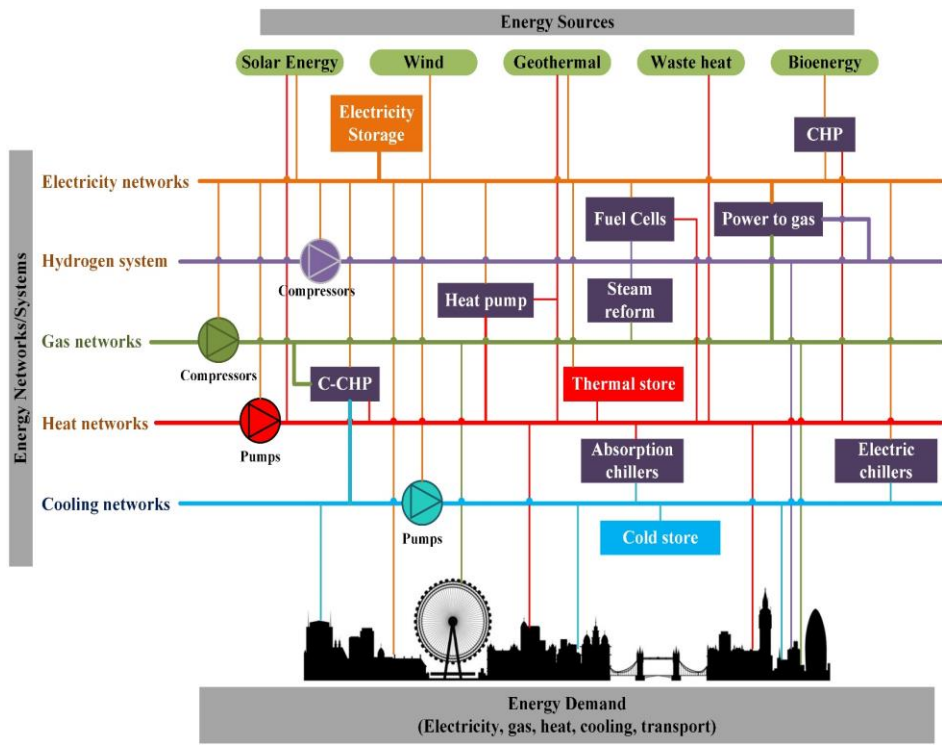 Energy Sources
Solar Energy
Wind
Geothermal
Waste heat
Bioenergy
Electricity
Storage
CHP
Energy Networks/Systems
Electricity networks
Fuel Cells
Power to gas
Hydrogen system
Compressors
Heat pump
Steam
reform
Gas networks
Compressors
C-CHP
Thermal store
Heat networks
Pumps
Absorption
chillers
Electric
chillers
Cooling networks
Pumps
Cold store
Energy Demand
(Electricity, gas, heat, cooling, transport)